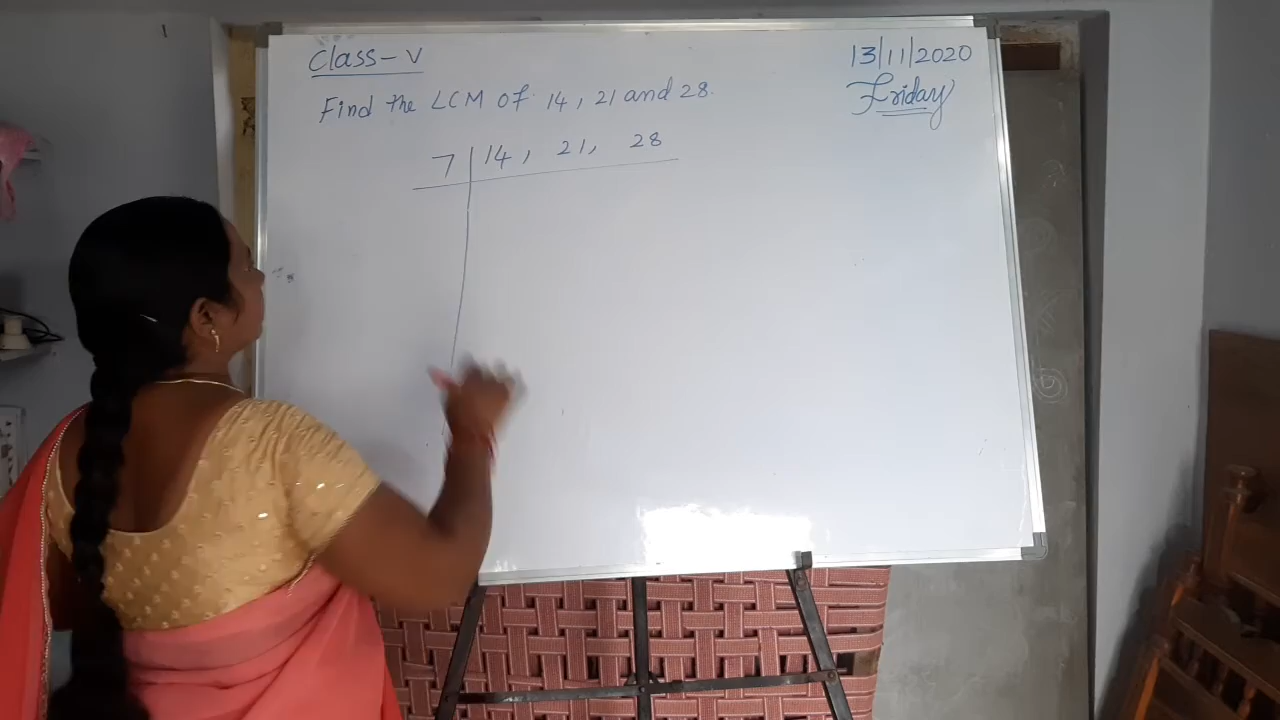 Class - V
13/11/2020
Friday
Find the LCM of 14, 21 and 28.
7 | 14, 21, 28